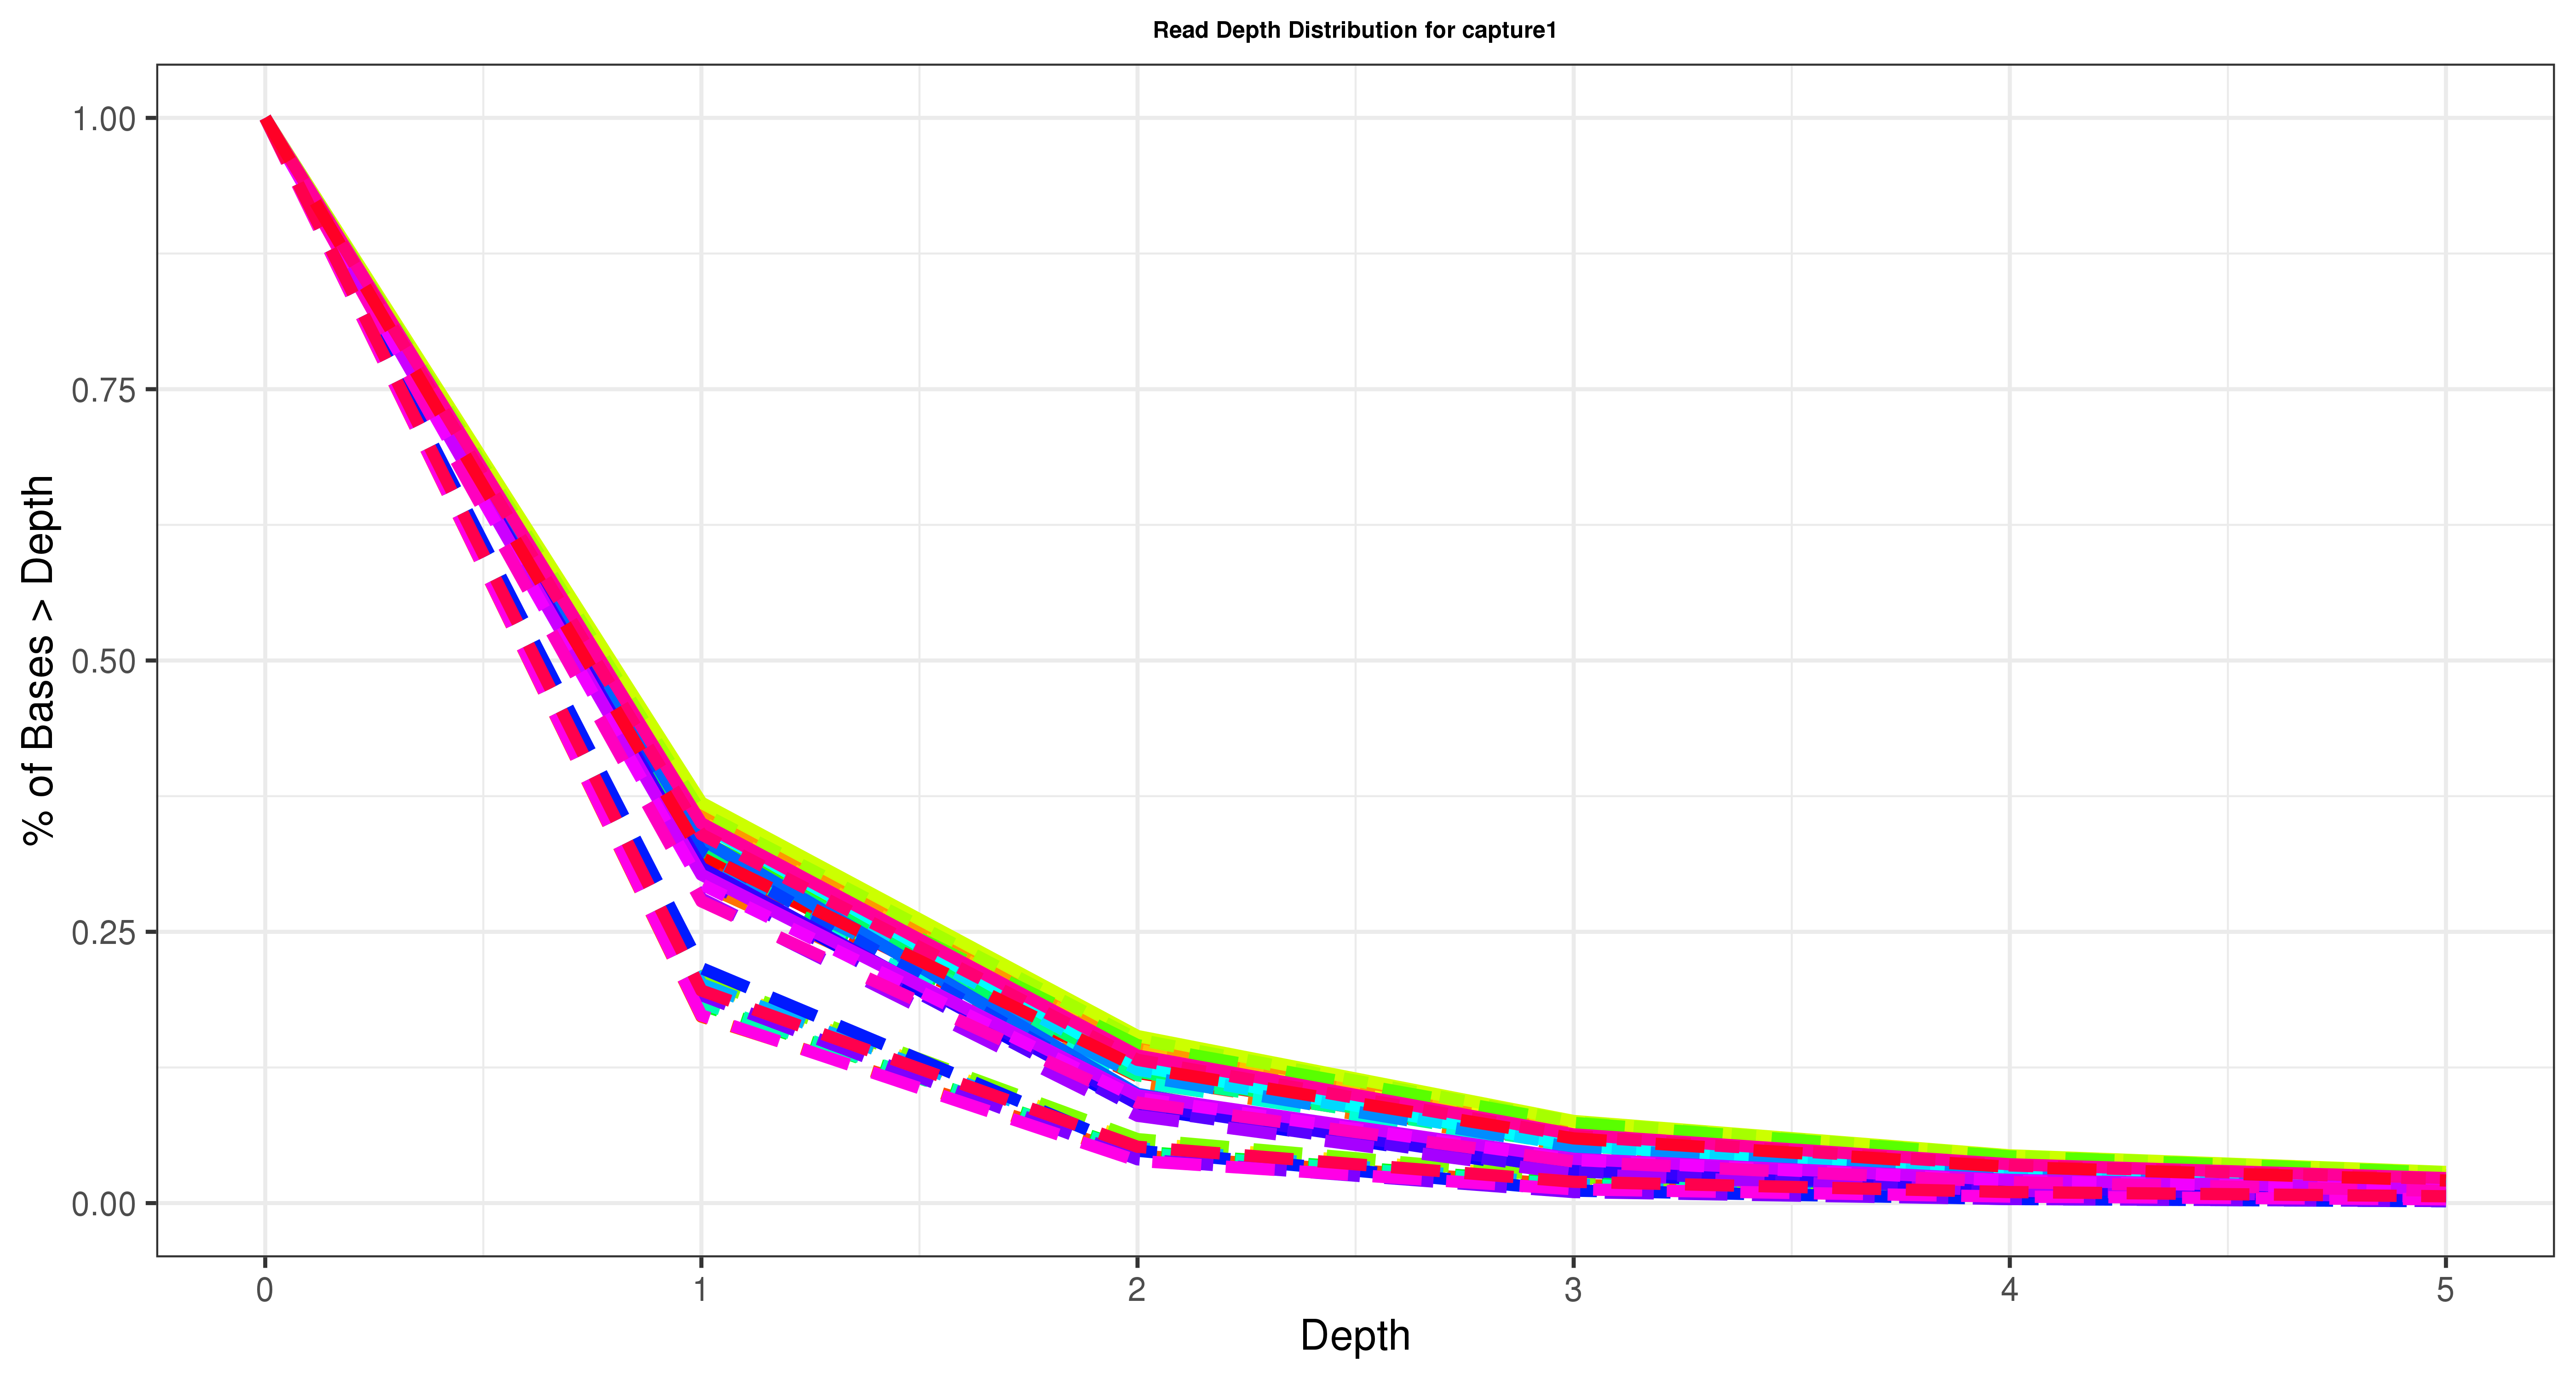 Read Depth Distribution for capture1
% of Bases > Depth
1.00
0.75
0.50
0.25
0.00
0 1 2 3 4 5
Depth